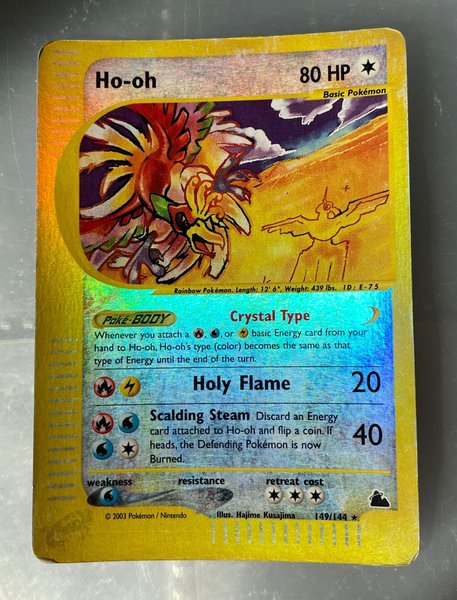 Ho-oh 80 HP
Basic Pokémon
Rainbow Pokémon. Length: 12' 6", Weight: 439 lbs. ID: E-75
Poké-BODY Crystal Type
Whenever you attach a , , or basic Energy card from your
hand to Ho-oh, Ho-oh's type (color) becomes the same as that
type of Energy until the end of the turn.
Holy Flame 20
Scalding Steam Discard an Energy
card attached to Ho-oh and flip a coin. If
heads, the Defending Pokémon is now
Burned.
40
weakness resistance retreat cost
© 2003 Pokémon / Nintendo Illus. Hajime Kusajima 149/144 ★